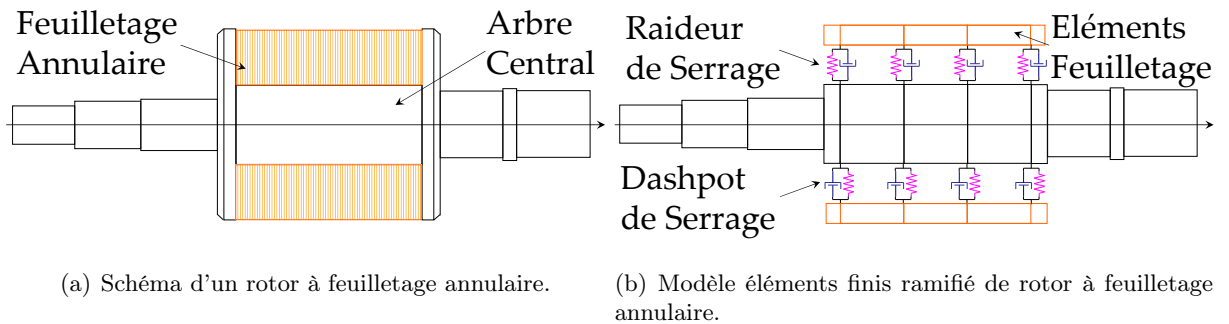 Feuilletage
Annulaire
Arbre
Central
Raideur
de Serrage
Eléments
Feuilletage
Dashpot
de Serrage
(a) Schéma d'un rotor à feuilletage annulaire.
(b) Modèle éléments finis ramifié de rotor à feuilletage
annulaire.